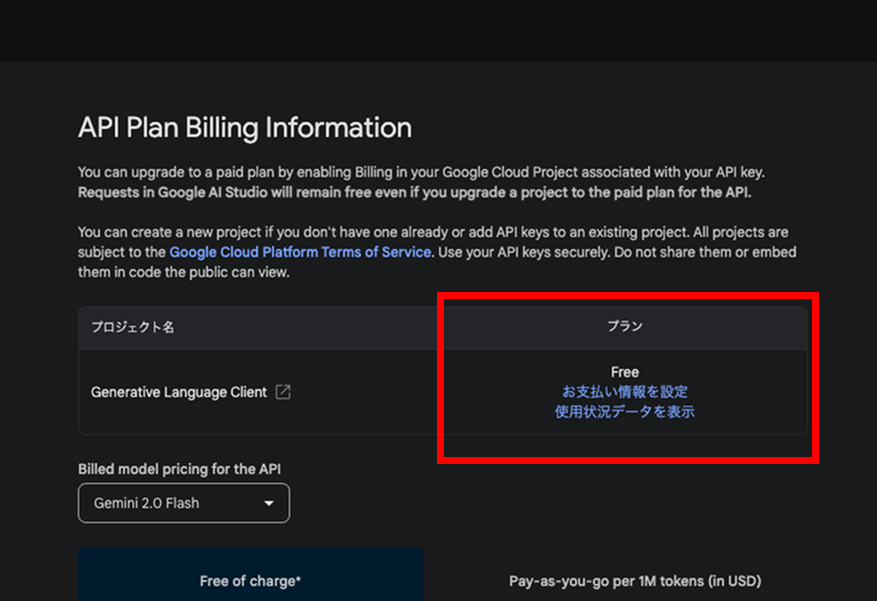 API Plan Billing Information
You can upgrade to a paid plan by enabling Billing in your Google Cloud Project associated with your API key.
Requests in Google AI Studio will remain free even if you upgrade a project to the paid plan for the API.
You can create a new project if you don't have one already or add API keys to an existing project. All projects are
subject to the Google Cloud Platform Terms of Service. Use your API keys securely. Do not share them or embed
them in code the public can view.
プロジェクト名 プラン
Generative Language Client Free
お支払い情報を設定
使用状況データを表示
Billed model pricing for the API
Gemini 2.0 Flash
Free of charge* Pay-as-you-go per 1M tokens (in USD)